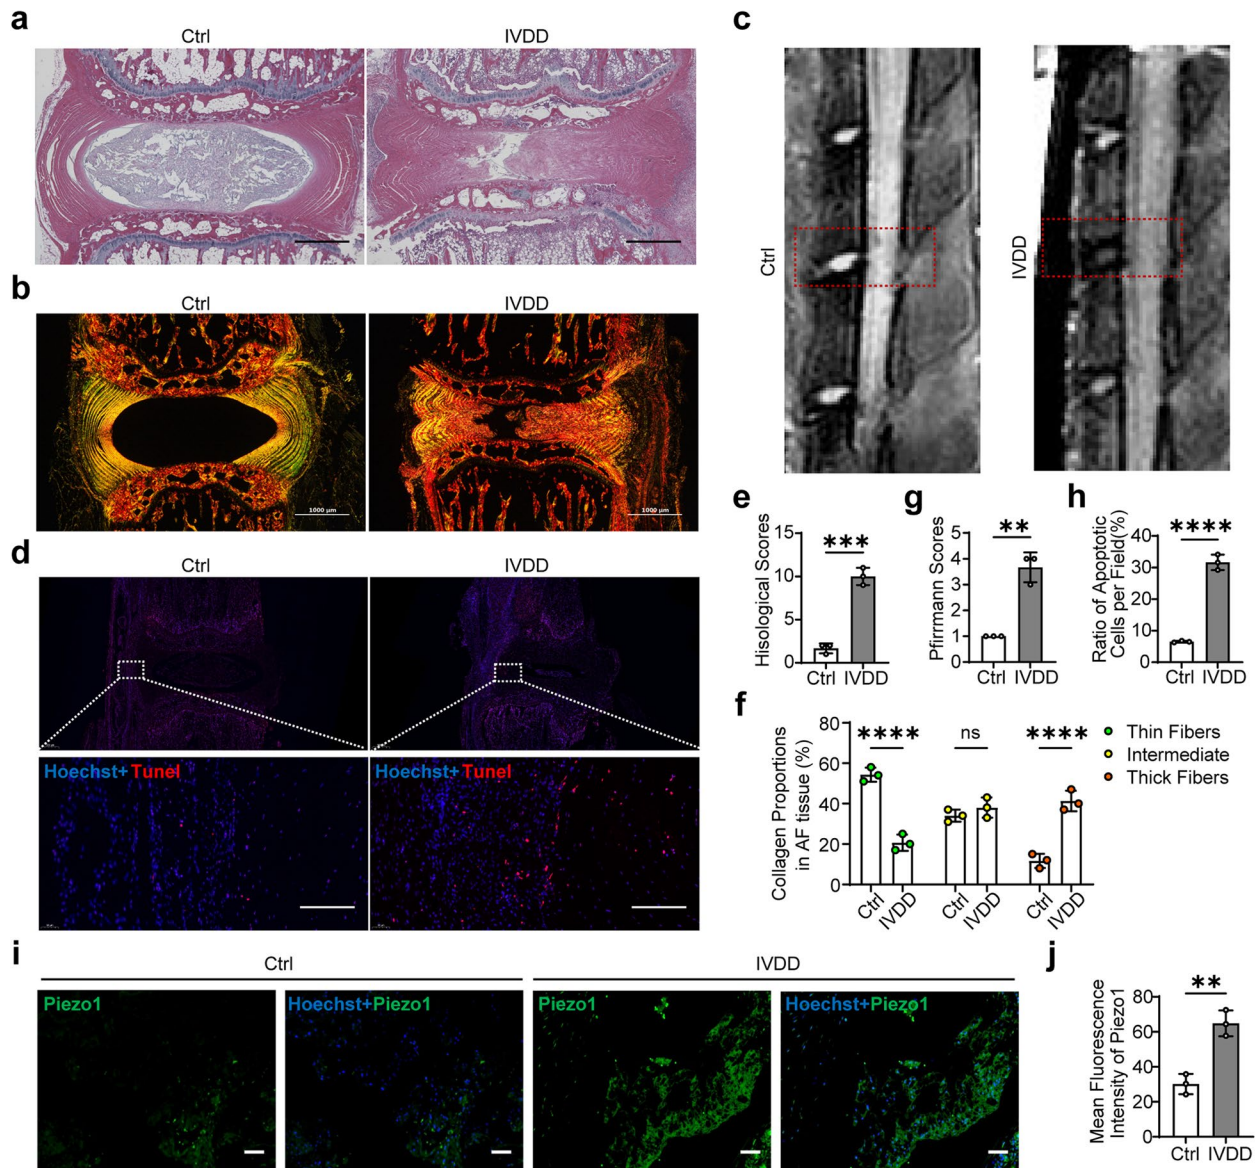 a
Ctrl
IVDD
b
Ctrl
IVDD
1000 μm
1000 μm
c
Ctrl
IVDD
d
Ctrl
IVDD
Hoechst+Tunel
Hoechst+Tunel
e
Hisological Scores
15
10
5
0
***
Ctrl
IVDD
g
Pfirrmann Scores
5
4
3
2
1
0
**
Ctrl
IVDD
h
Ratio of Apoptotic
Cells per Field(%)
40
30
20
10
0
****
Ctrl
IVDD
f
Collagen Proportions
in AF tissue (%)
80
60
40
20
0
****
ns
****
Ctrl
IVDD
Ctrl
IVDD
Ctrl
IVDD
Thin Fibers
Intermediate
Thick Fibers
i
Ctrl
IVDD
Piezo1
Hoechst+Piezo1
Piezo1
Hoechst+Piezo1
j
Mean Fluorescence
Intensity of Piezo1
80
60
40
20
0
**
Ctrl
IVDD